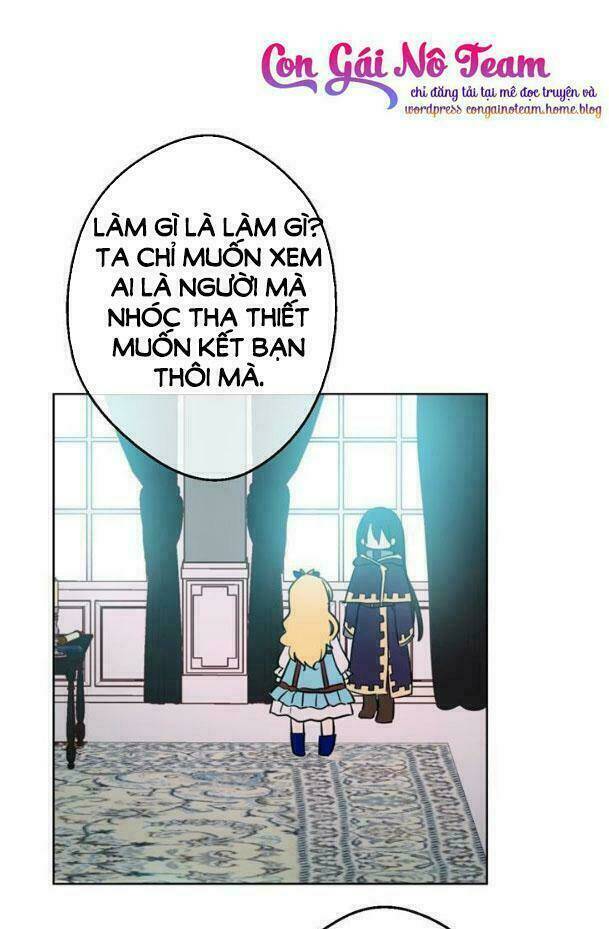 Con Gái Nô Team
chỉ đăng tải tại mê đọc truyện và
wordpress congainoteam.home.blog
LÀM GÌ LÀ LÀM GÌ?
TA CHỈ MUỐN XEM
AI LÀ NGƯỜI MÀ
NHÓC THA THIẾT
MUỐN KẾT BẠN
THÔI MÀ.